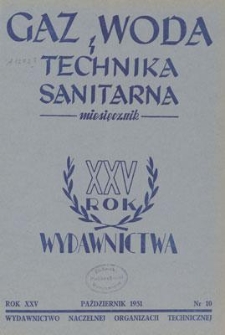 GAZ, WODA
TECHNIKA
SANITARNA
miesięcznik
XXV
ROK
WYDAWNICTWA
ROK XXV PAŹDZIERNIK 1951 Nr 10
WYDAWNICTWO NACZELNEJ ORGANIZACJI TECHNICZNEJ